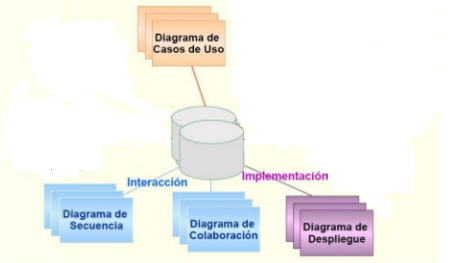 Diagrama de
Casos de Uso
Interacción
Implementación
Diagrama de
Secuencia
Diagrama de
Colaboración
Diagrama de
Despliegue